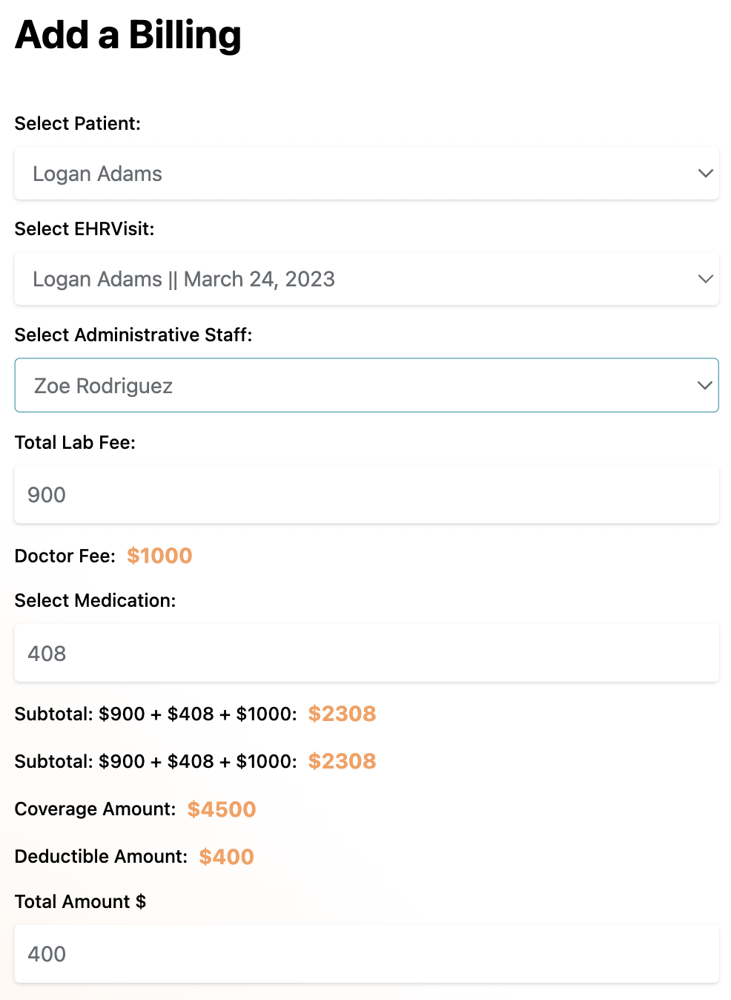 Add a Billing
Select Patient:
Logan Adams
Select EHRVisit:
Logan Adams || March 24, 2023
Select Administrative Staff:
Zoe Rodriguez
Total Lab Fee:
900
Doctor Fee: $1000
Select Medication:
408
Subtotal: $900 + $408 + $1000: $2308
Subtotal: $900 + $408 + $1000: $2308
Coverage Amount: $4500
Deductible Amount: $400
Total Amount $
400